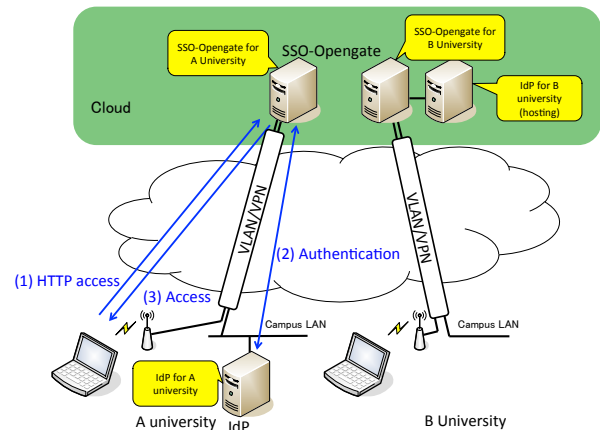 SSO-Opengate for
A University
SSO-Opengate
SSO-Opengate for
B University
IdP for B
university
(hosting)
Cloud
VLAN/VPN
VLAN/VPN
(1) HTTP access
(2) Authentication
(3) Access
Campus LAN
Campus LAN
IdP for A
university
A university
IdP
B University